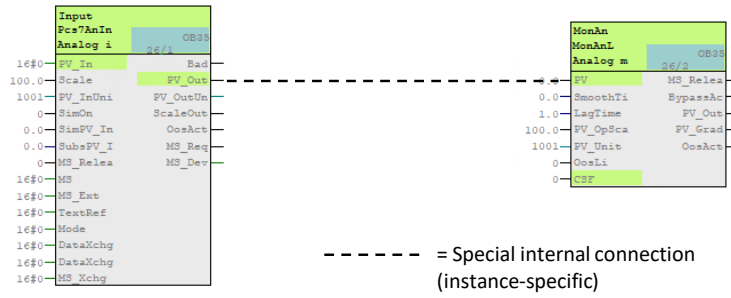 Input
Pcs7AnIn
Analog i
OB35
26/1
16#0 PV_In Bad
100.0 Scale PV_Out
1001 PV_InUni PV_OutUn
0 SimOn ScaleOut
0.0 SimPV_In OosAct
0.0 SubsPV_I MS_Req
0 MS_Relea MS_Dev
16#0 MS
16#0 MS_Ext
16#0 TextRef
16#0 Mode
16#0 DataXchg
16#0 DataXchg
16#0 MS_Xchg
MonAn
MonAnL
Analog m
OB35
26/2
0.0 PV MS_Relea
0.0 SmoothTi BypassAc
1.0 LagTime PV_Out
100.0 PV_OpSca PV_Grad
1001 PV_Unit OosAct
0 OosLi
0 CSF
= Special internal connection
(instance-specific)